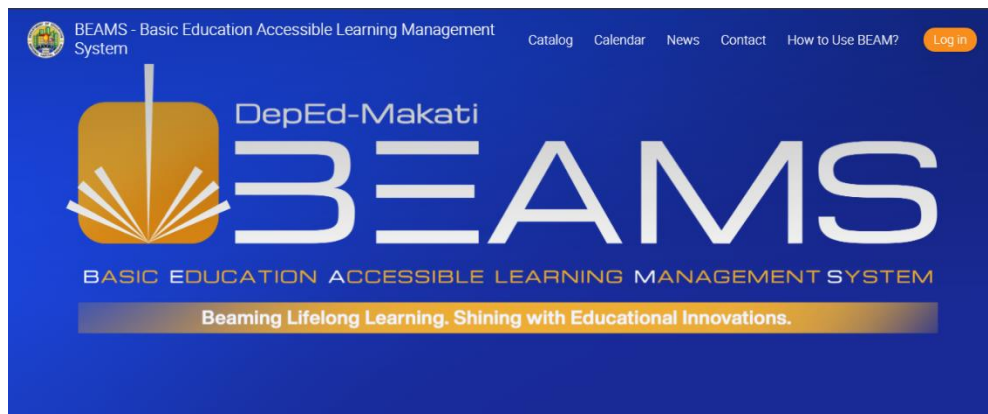 BEAMS - Basic Education Accessible Learning Management
System
Catalog Calendar News Contact How to Use BEAM? Log in
DepEd-Makati
BEAMS
BASIC EDUCATION ACCESSIBLE LEARNING MANAGEMENT SYSTEM
Beaming Lifelong Learning. Shining with Educational Innovations.